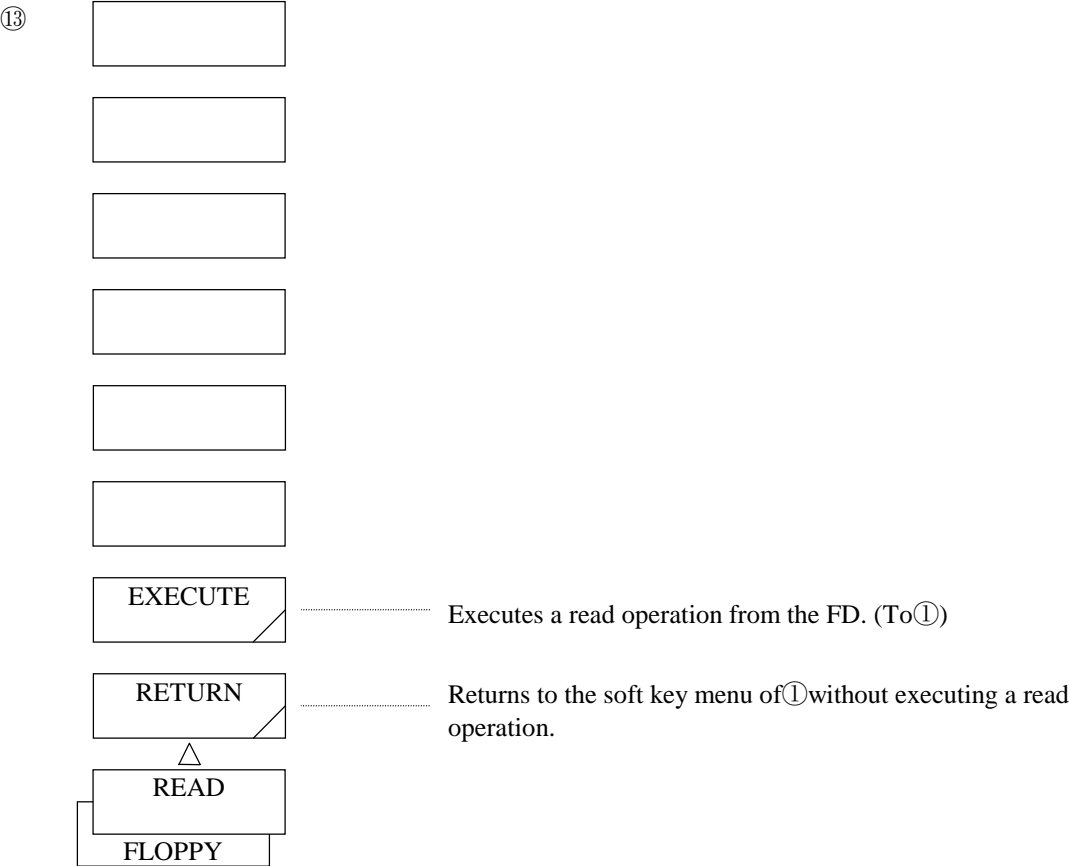 ⑬
EXECUTE
Executes a read operation from the FD. (To①)
RETURN
Returns to the soft key menu of①without executing a read
operation.
READ
FLOPPY